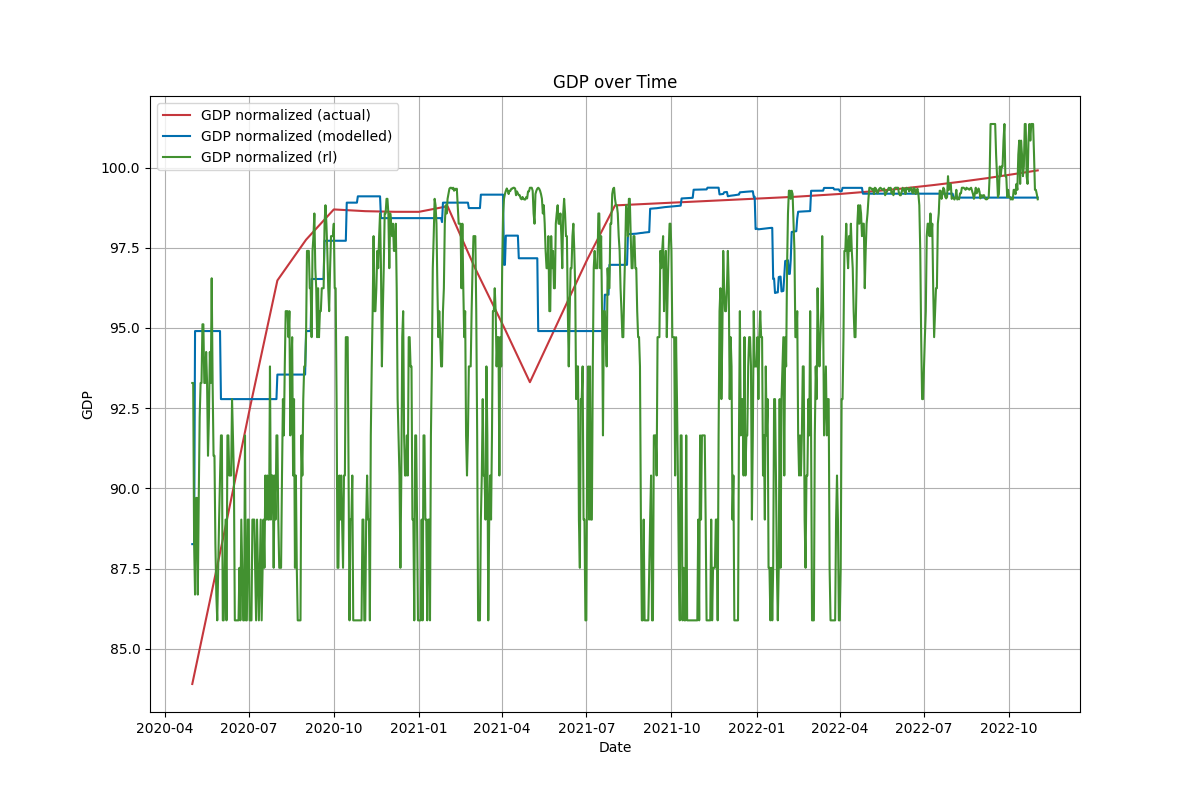 GDP over Time
GDP normalized (actual)
GDP normalized (modelled)
GDP normalized (rl)
100.0
97.5
95.0
92.5
90.0
87.5
85.0
GDP
2020-04 2020-07 2020-10 2021-01 2021-04 2021-07 2021-10 2022-01 2022-04 2022-07 2022-10
Date